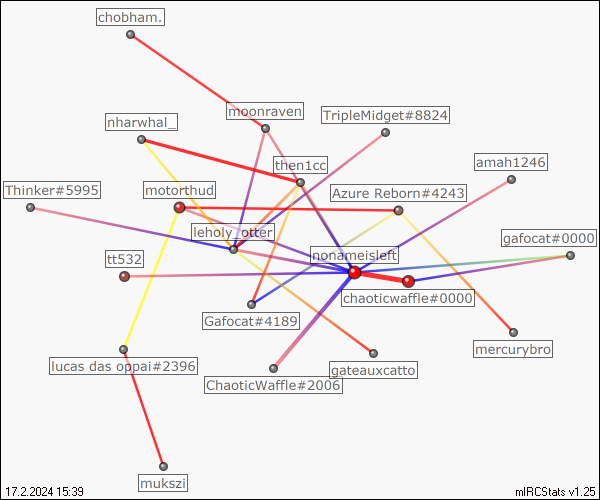 chobham.
moonraven
nharwhal_
TripleMidget#8824
then1cc
amah1246
Thinker#5995
motorthud
Azure Reborn#4243
leholy_otter
nonameisleft
gafocat#0000
tt532
chaoticwaffle#0000
Gafocat#4189
mercurybro
lucas das oppai#2396
gateauxcatto
ChaoticWaffle#2006
mukszi
17.2.2024 15:39
mIRCStats v1.25